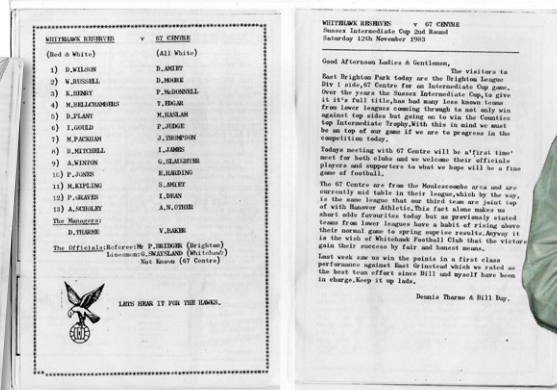 WHITEHAWK RESERVES v 67 CENTRE
(Red & White) (All White)
1) D.WILSON D.AMIET
2) W.RUSSELL D.MOORE
3) K.HENRY P.McDONNELL
4) M.BELLCHAMBERS T.EDGAR
5) D.PLANT M.HASLAM
6) I.GOULD P.JUDGE
7) M.PACKHAM J.THOMPSON
8) S.MITCHELL I.JAMES
9) A.WINTON G.SLAUGHTER
10) P.JONES R.HARDING
11) M.KIPLING S.AMIET
12) P.GRAVES I.DEAN
13) A.SCHOLEY A.N.OTHER
The Managers:
D.THARME V.BAKER
The Officials:Referee:Mr P.BRIDGER (Brighton)
Linesmen:G.SWAYSLAND (Whitehawk)
Not Known (67 Centre)
LETS HEAR IT FOR THE HAWKS.
WHITEHAWK RESERVES v 67 CENTRE
Sussex Intermediate Cup 2nd Round
Saturday 12th November 1983
Good Afternoon Ladies & Gentlemen,
The visitors to
East Brighton Park today are the Brighton League
Div 1 side,67 Centre for an Intermediate Cup game.
Over the years the Sussex Intermediate Cup,to give
it it's full title,has had many less known teams
from lower leagues coming through to not only win
against top sides but going on to win the Counties
top Intermediate Trophy.With this in mind we must
be on top of our game if we are to progress in the
competition today.
Todays meeting with 67 Centre will be a'first time'
meet for both clubs and we welcome their officials
players and supporters to what we hope will be a fine
game of football.
The 67 Centre are from the Moulescombe area and are
currently mid table in their league,which by the way,
is the same league that our third team are joint top
of with Hanover Athletic.This fact alone makes us
short odds favourites today but as previously stated
teams from lower leagues have a habit of rising above
their normal game to spring suprise results.Anyway it
is the wish of Whitehawk Football Club that the victors
gain their success by fair and honest means.
Last week saw us win the points in a first class
performance against East Grinstead which we rated as
the best team effort since Bill and myself have been
in charge.Keep it up lads.
Dennis Tharme & Bill Day.